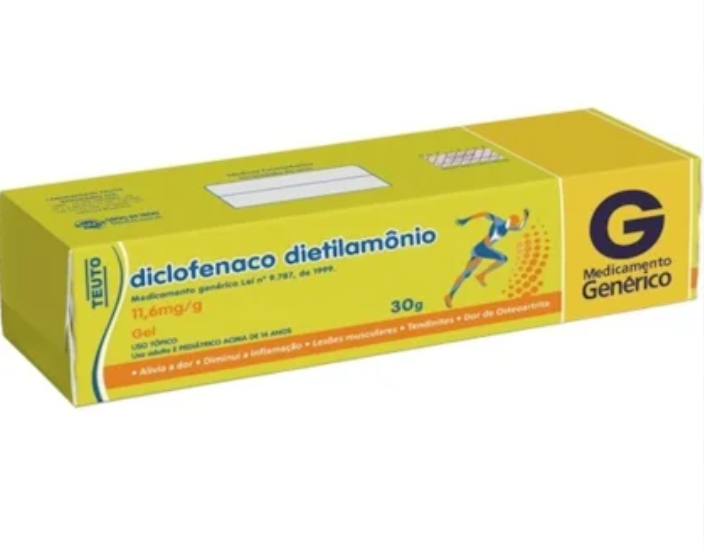 TEUTO
diclofenaco dietilamônio
Medicamento genérico Lei nº 9.787, de 1999.
11,6mg/g
30g
Gel
USO TÓPICO
Uso adulto E PEDIÁTRICO ACIMA DE 14 ANOS
• Alivia a dor • Diminui a inflamação • Lesões musculares • Tendinites • Dor de Osteoartrite
G
Medicamento
Genérico